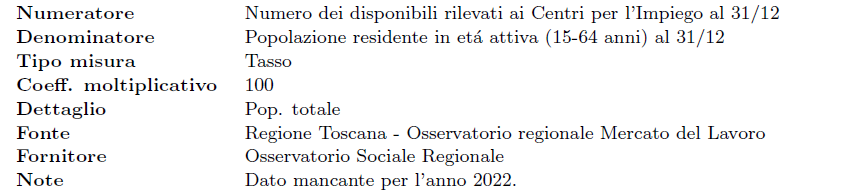 Numeratore Numero dei disponibili rilevati ai Centri per l'Impiego al 31/12
Denominatore Popolazione residente in etá attiva (15-64 anni) al 31/12
Tipo misura Tasso
Coeff. moltiplicativo 100
Dettaglio Pop. totale
Fonte Regione Toscana - Osservatorio regionale Mercato del Lavoro
Fornitore Osservatorio Sociale Regionale
Note Dato mancante per l'anno 2022.